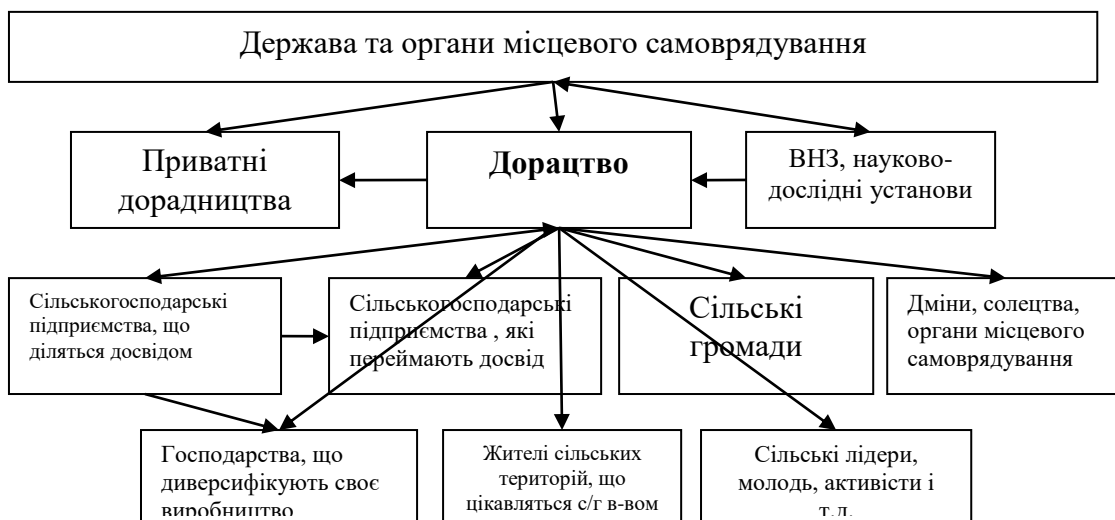 Держава та органи місцевого самоврядування
Приватні
дорадництва
Дорацтво
ВНЗ, науково-
дослідні установи
Сільськогосподарські
підприємства, що
діляться досвідом
Сільськогосподарські
підприємства , які
переймають досвід
Сільські
громади
Дміни, солецтва,
органи місцевого
самоврядування
Господарства, що
диверсифікують своє
виробництво
Жителі сільських
територій, що
цікавляться с/г в-вом
Сільські лідери,
молодь, активісти і
т.д.